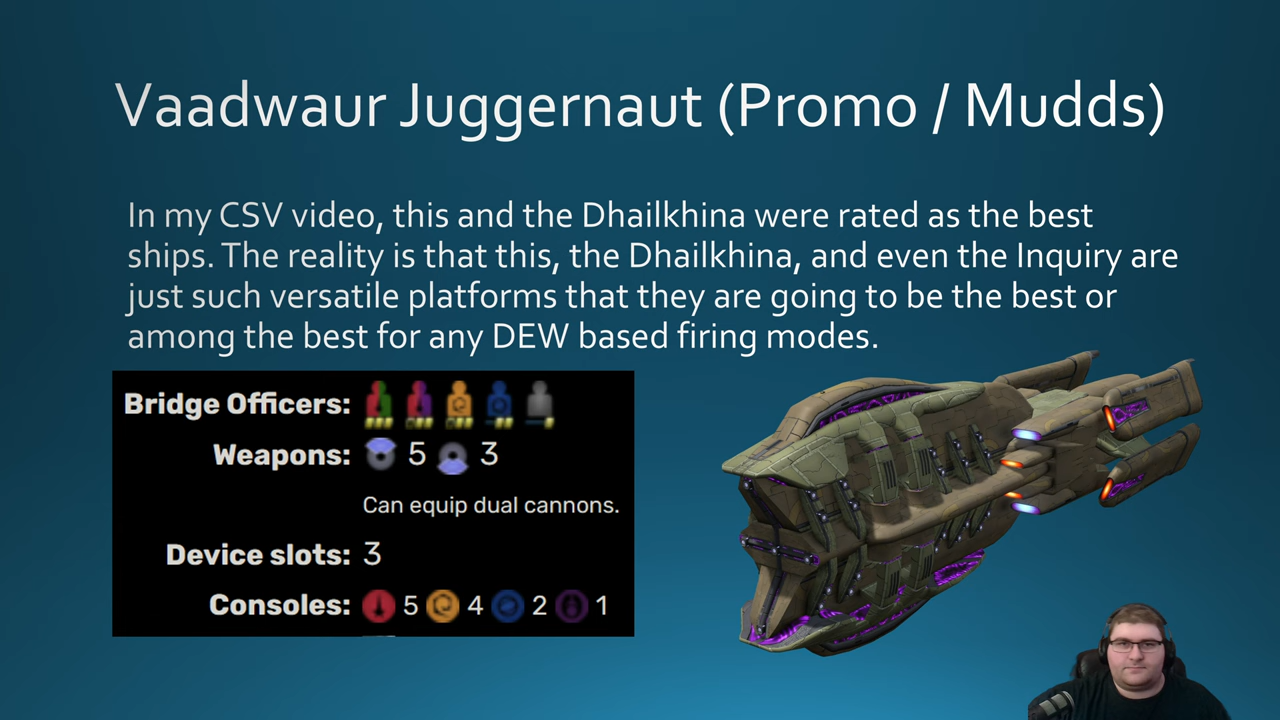 Vaadwaur Juggernaut (Promo / Mudds)
In my CSV video, this and the Dhailkhina were rated as the best
ships. The reality is that this, the Dhailkhina, and even the Inquiry are
just such versatile platforms that they are going to be the best or
among the best for any DEW based firing modes.
Bridge Officers:
Weapons: 5 3
Can equip dual cannons.
Device slots: 3
Consoles: 5 4 2 1